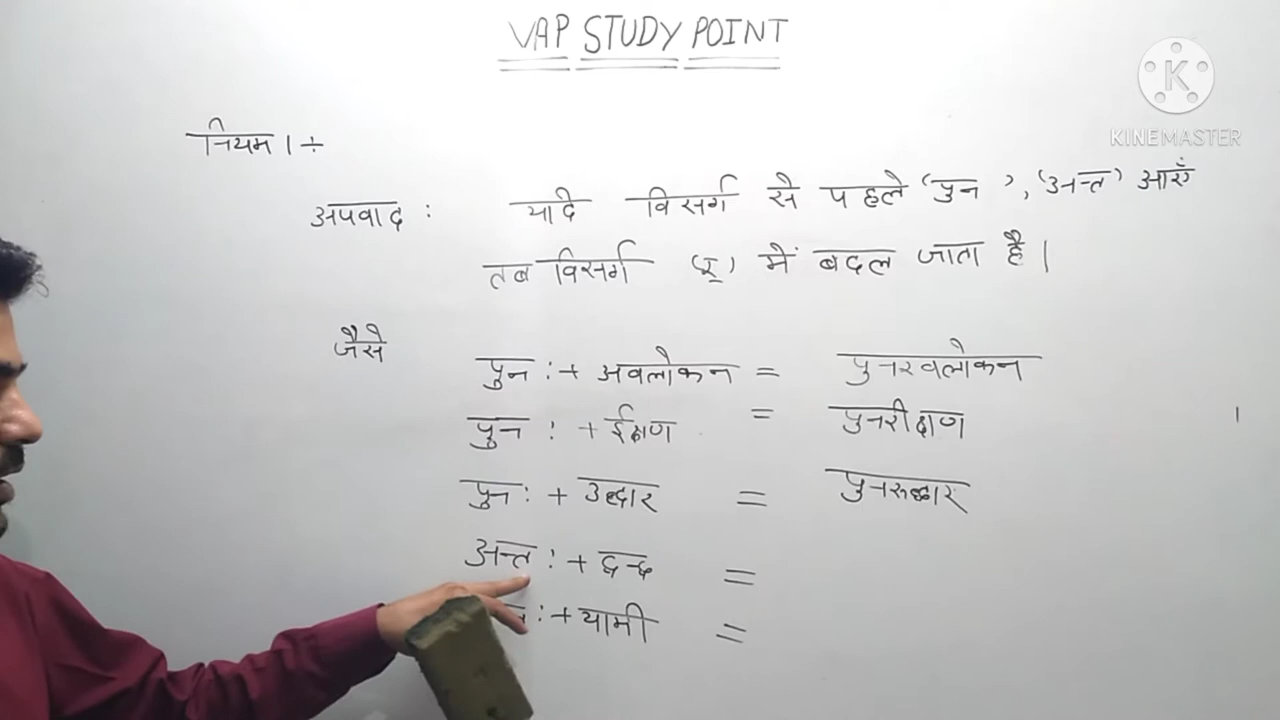 VAP STUDY POINT
KINEMASTER
नियम 1 ÷
अपवाद : यदि विसर्ग से पहले (पुन), (अन्त) आएँ
तब विसर्ग (र्) में बदल जाता है।
जैसे
पुन : + अवलोकन = पुनरवलोकन
पुन : + ईक्षण = पुनरीक्षण
पुन : + उद्धार = पुनरुद्धार
अन्त : + द्वन्द्व =
: + यामी =